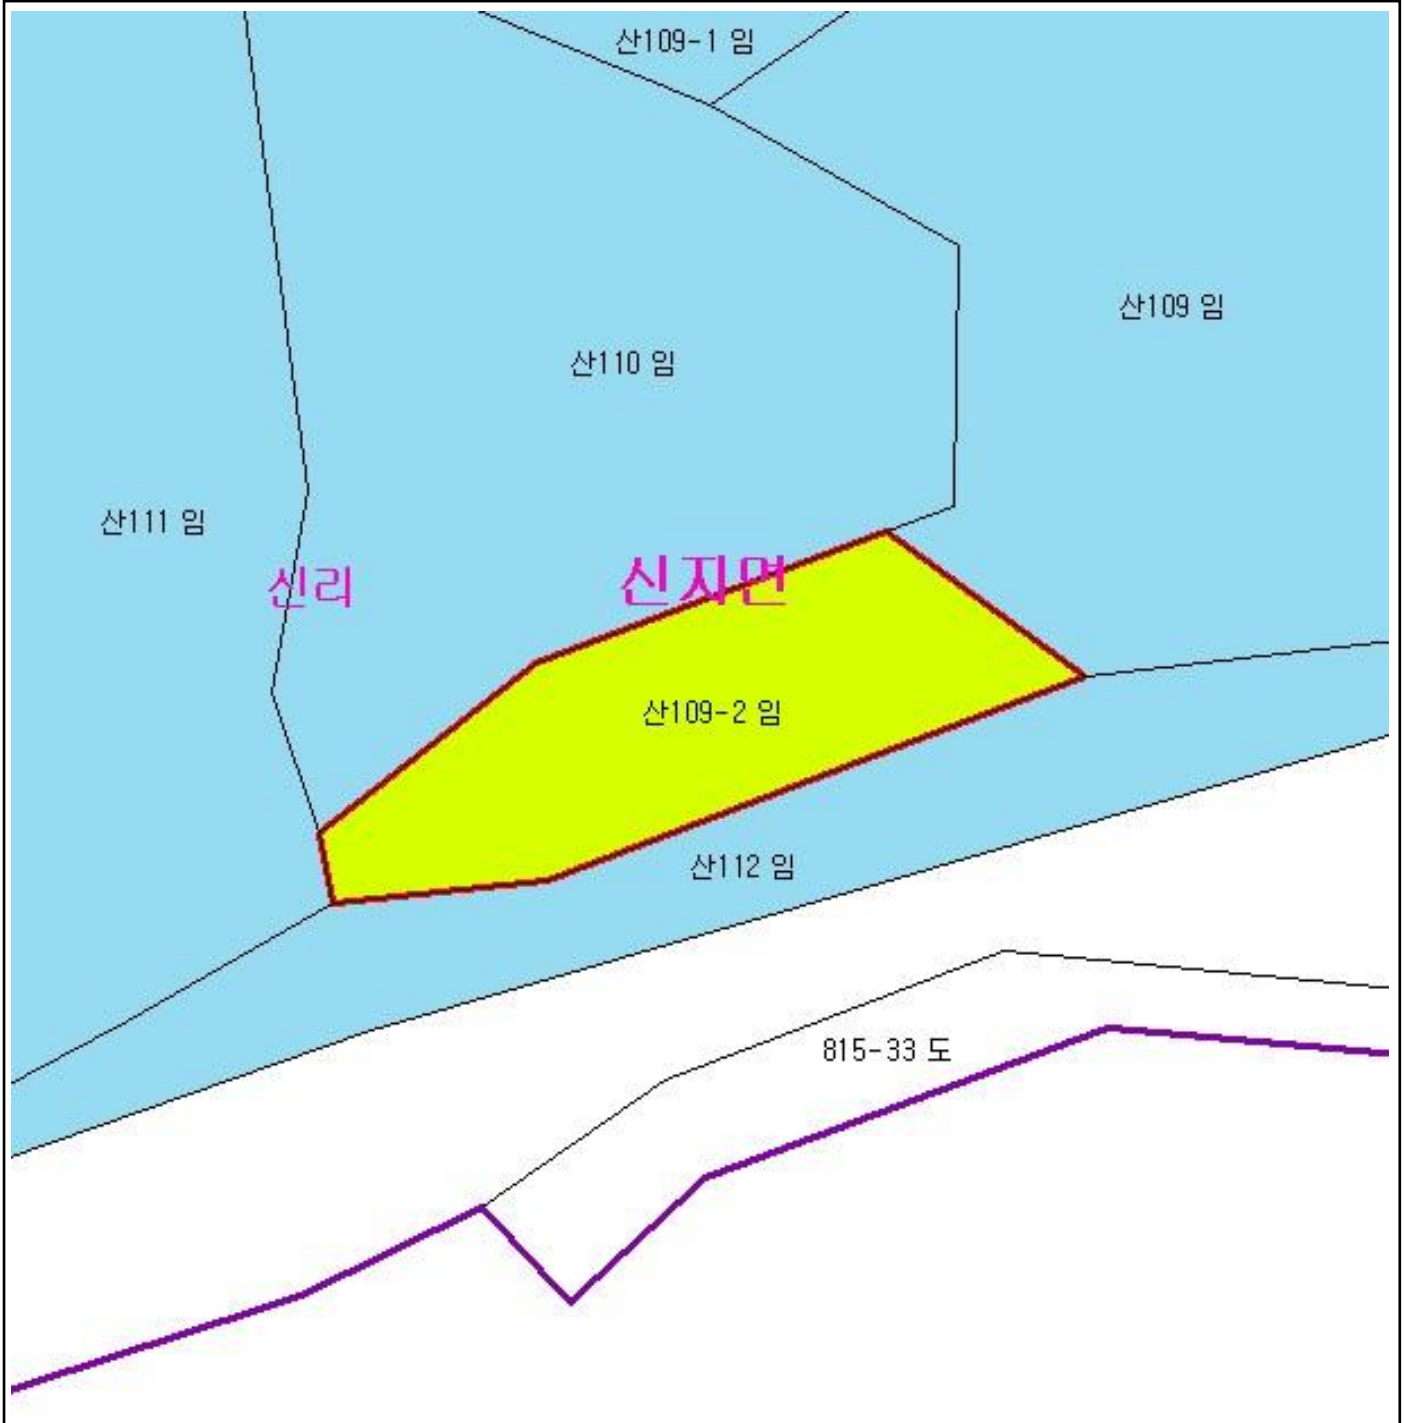 산109-1 임
산109 임
산110 임
산111 임
신리
신지면
산109-2 임
산112 임
815-33 도